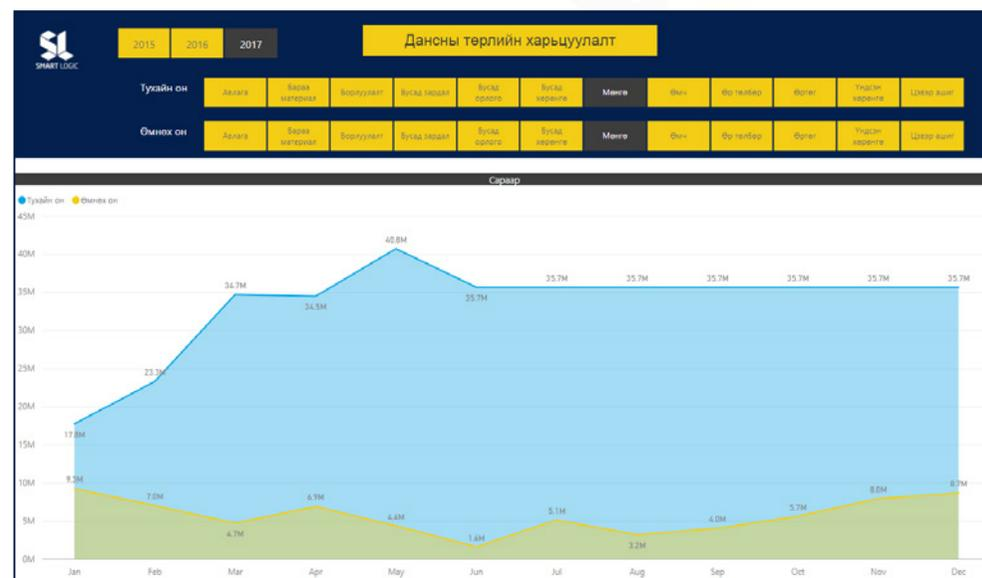 SMART LOGIC
2015 2016 2017
Дансны төрлийн харьцуулалт
Тухайн он
Авлага Бараа материал Борлуулалт Бусад зардал Бусад орлого Бусад хөрөнгө Мөнгө Өмч Өр төлбөр Өртөг Үндсэн хөрөнгө Цэвэр ашиг
Өмнөх он
Авлага Бараа материал Борлуулалт Бусад зардал Бусад орлого Бусад хөрөнгө Мөнгө Өмч Өр төлбөр Өртөг Үндсэн хөрөнгө Цэвэр ашиг
Сараар
Тухайн он Өмнөх он
45M
40.8M
40M
34.7M 35.7M 35.7M 35.7M 35.7M 35.7M 35.7M
35M
34.5M 35.7M
30M
25M
23.3M
20M
17.8M
15M
10M
9.3M 7.0M 6.9M 4.4M 1.6M 5.1M 4.0M 5.7M 8.0M 8.7M
5M
4.7M 3.2M
0M
Jan Feb Mar Apr May Jun Jul Aug Sep Oct Nov Dec